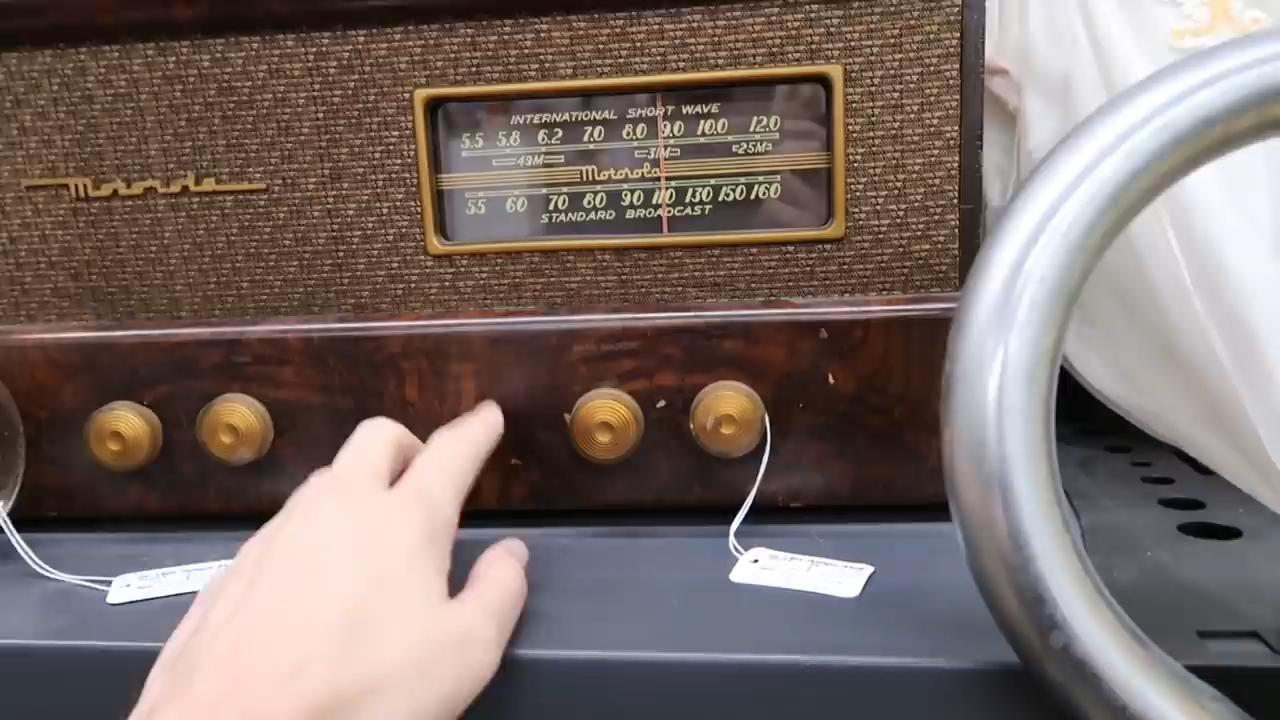 Motorola
INTERNATIONAL SHORT WAVE
5.5 5.8 6.2 7.0 8.0 9.0 10.0 12.0
49M 31M 25M
Motorola
55 60 70 80 90 110 130 150 160
STANDARD BROADCAST